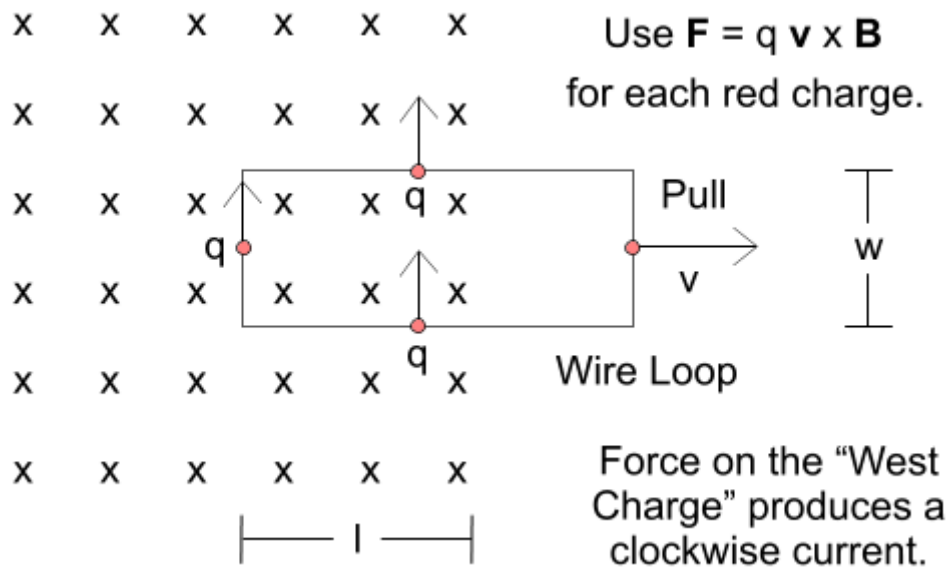 x x x x x x
Use F = q v x B
for each red charge.
x x x x x x
x x x x x x
q
Pull
q
w
v
x x x x x x
q
Wire Loop
x x x x x x
x x x x x x
Force on the “West
Charge” produces a
clockwise current.
l